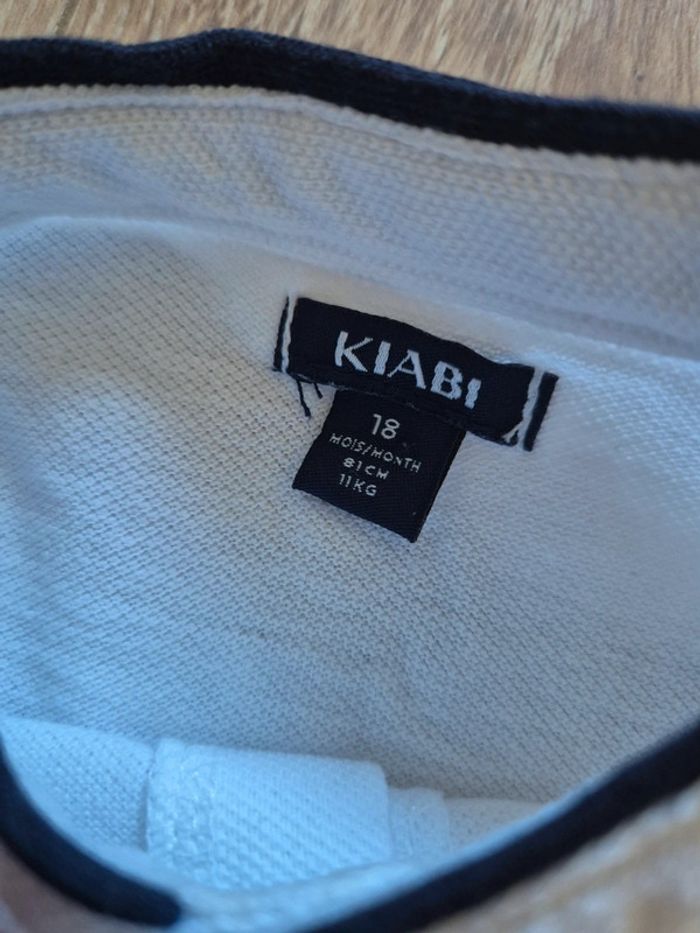 KIABI
18
MOIS/MONTH
81CM
11KG